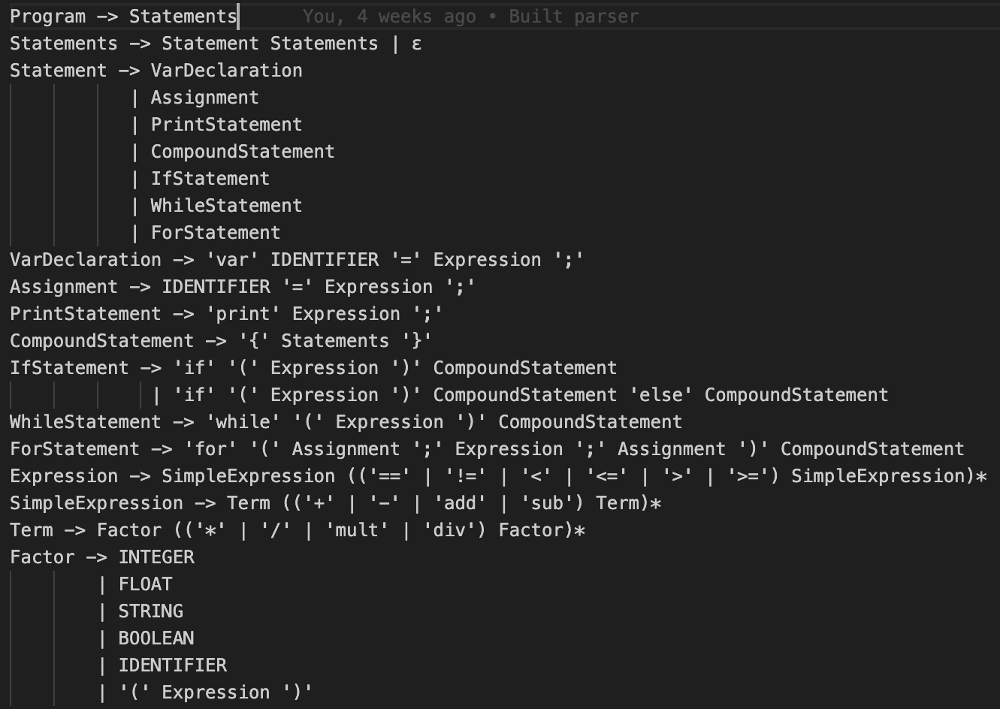 Program -> Statements You, 4 weeks ago • Built parser
Statements -> Statement Statements | ε
Statement -> VarDeclaration
| Assignment
| PrintStatement
| CompoundStatement
| IfStatement
| WhileStatement
| ForStatement
VarDeclaration -> 'var' IDENTIFIER '=' Expression ';'
Assignment -> IDENTIFIER '=' Expression ';'
PrintStatement -> 'print' Expression ';'
CompoundStatement -> '{' Statements '}'
IfStatement -> 'if' '(' Expression ')' CompoundStatement
| 'if' '(' Expression ')' CompoundStatement 'else' CompoundStatement
WhileStatement -> 'while' '(' Expression ')' CompoundStatement
ForStatement -> 'for' '(' Assignment ';' Expression ';' Assignment ')' CompoundStatement
Expression -> SimpleExpression (('==' | '!=' | '<' | '<=' | '>' | '>=') SimpleExpression)*
SimpleExpression -> Term (('+' | '-' | 'add' | 'sub') Term)*
Term -> Factor (('*' | '/' | 'mult' | 'div') Factor)*
Factor -> INTEGER
| FLOAT
| STRING
| BOOLEAN
| IDENTIFIER
| '(' Expression ')'